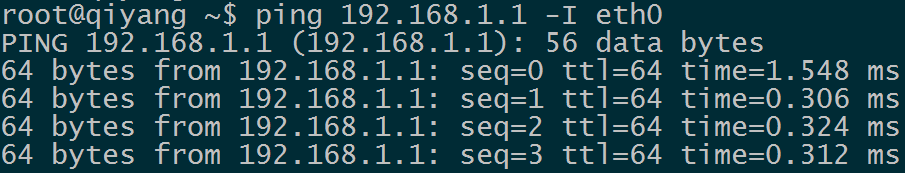 root@qiyang ~$ ping 192.168.1.1 -I eth0
PING 192.168.1.1 (192.168.1.1): 56 data bytes
64 bytes from 192.168.1.1: seq=0 ttl=64 time=1.548 ms
64 bytes from 192.168.1.1: seq=1 ttl=64 time=0.306 ms
64 bytes from 192.168.1.1: seq=2 ttl=64 time=0.324 ms
64 bytes from 192.168.1.1: seq=3 ttl=64 time=0.312 ms